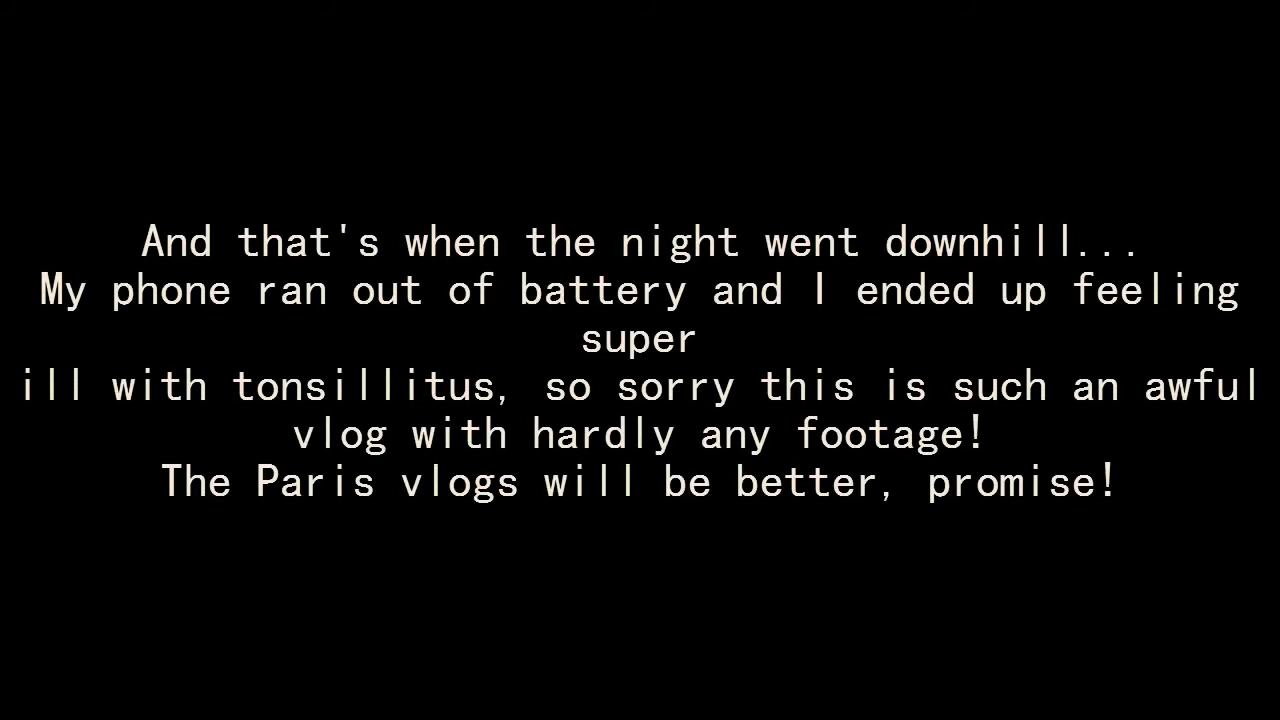 And that's when the night went downhill...
My phone ran out of battery and I ended up feeling
super
ill with tonsillitus, so sorry this is such an awful
vlog with hardly any footage!
The Paris vlogs will be better, promise!